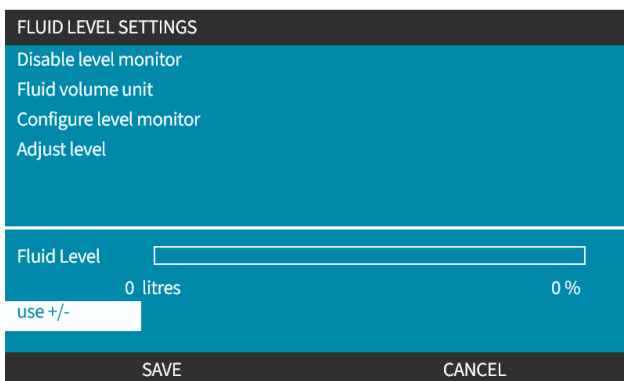 FLUID LEVEL SETTINGS
Disable level monitor
Fluid volume unit
Configure level monitor
Adjust level
Fluid Level
0 litres 0 %
use +/-
SAVE CANCEL